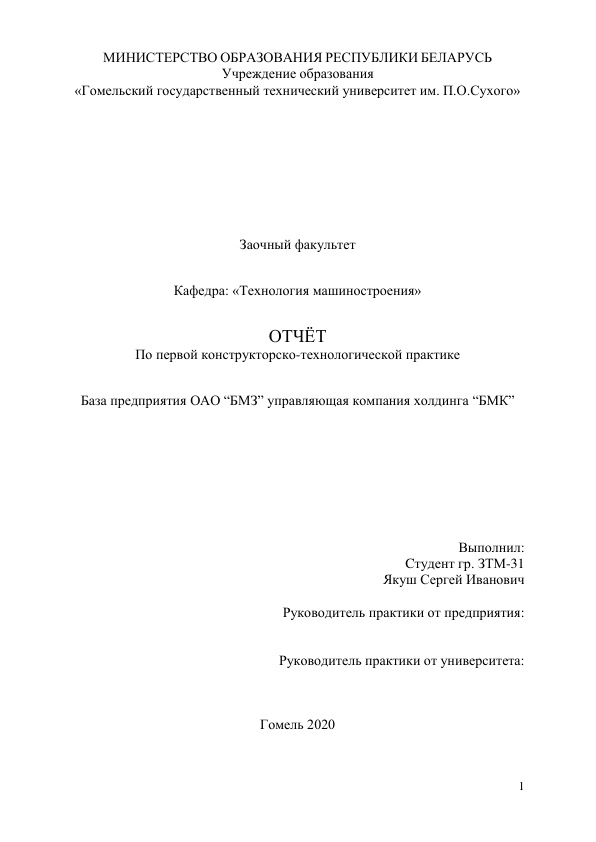 МИНИСТЕРСТВО ОБРАЗОВАНИЯ РЕСПУБЛИКИ БЕЛАРУСЬ
Учреждение образования
«Гомельский государственный технический университет им. П.О.Сухого»
Заочный факультет
Кафедра: «Технология машиностроения»
ОТЧЁТ
По первой конструкторско-технологической практике
База предприятия ОАО “БМЗ” управляющая компания холдинга “БМК”
Выполнил:
Студент гр. ЗТМ-31
Якуш Сергей Иванович
Руководитель практики от предприятия:
Руководитель практики от университета:
Гомель 2020
1